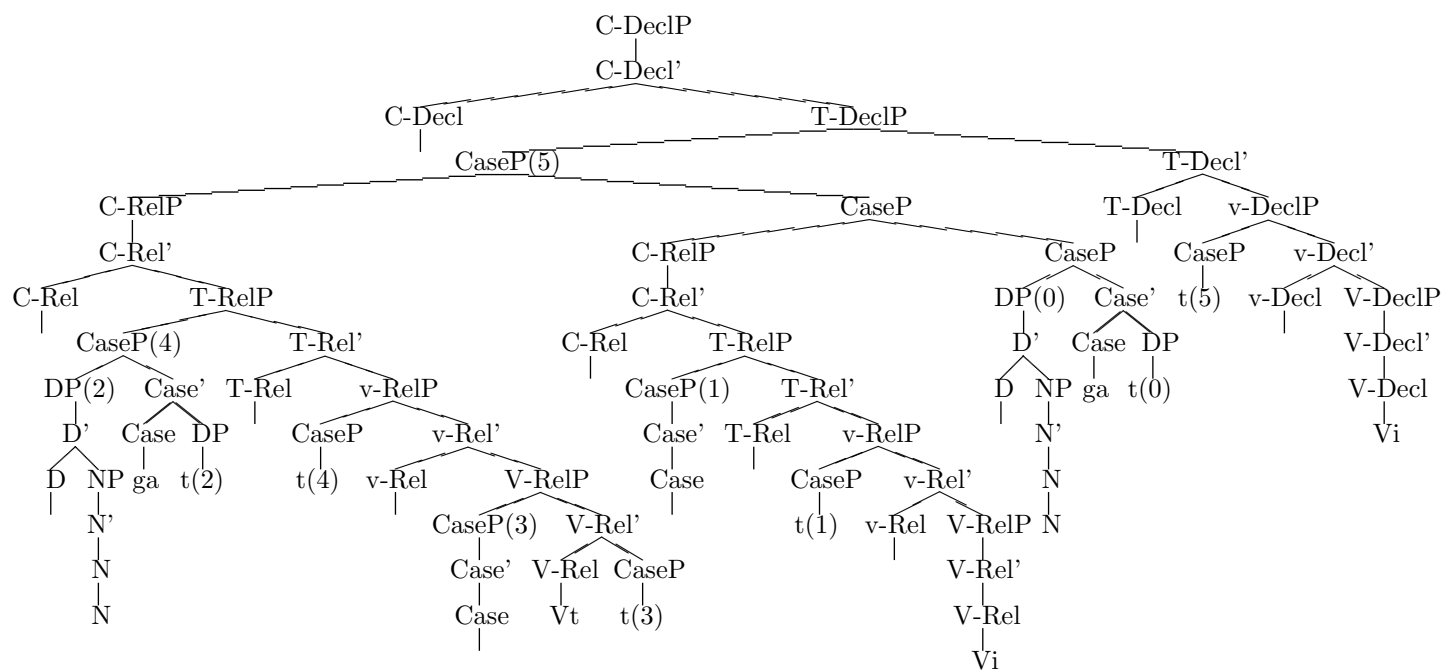 C-DeclP
C-Decl'
C-Decl T-DeclP
CaseP(5) T-Decl'
C-RelP CaseP T-Decl v-DeclP
C-Rel' C-RelP CaseP CaseP v-Decl'
C-Rel T-RelP C-Rel' DP(0) Case' t(5) v-Decl V-DeclP
CaseP(4) T-Rel' C-Rel T-RelP D' Case DP V-Decl'
DP(2) Case' T-Rel v-RelP CaseP(1) T-Rel' D NP ga t(0) V-Decl
D' Case DP CaseP v-Rel' Case' T-Rel v-RelP N' Vi
D NP ga t(2) t(4) v-Rel V-RelP Case CaseP v-Rel' N
N' CaseP(3) V-Rel' t(1) v-Rel V-RelP N
N Case' V-Rel CaseP V-Rel'
N Case Vt t(3) V-Rel
Vi